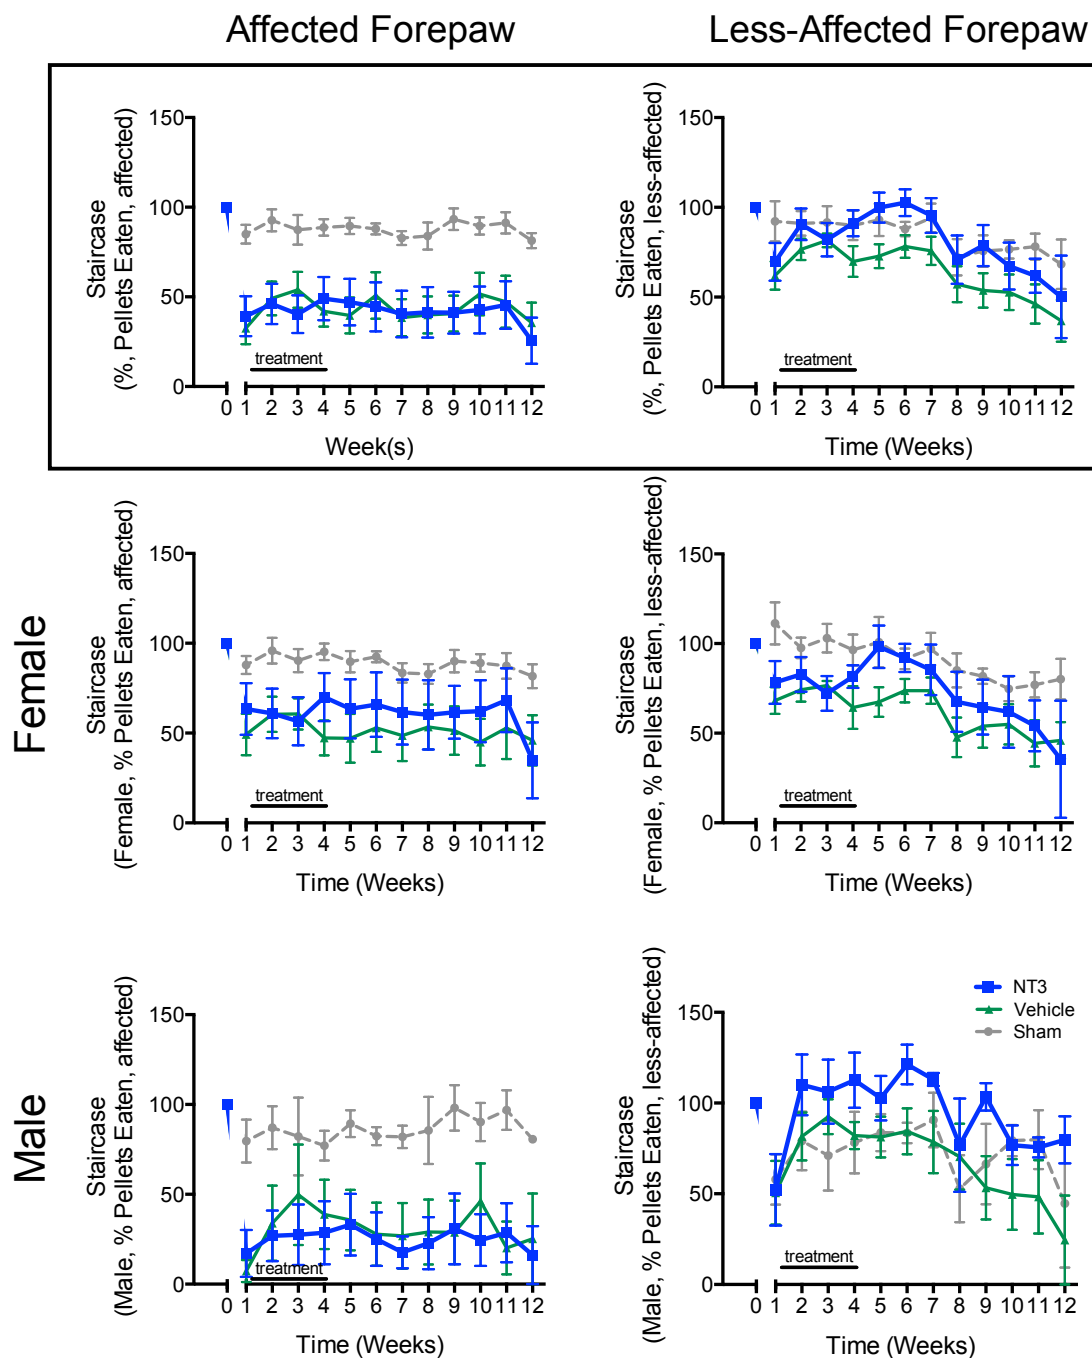 Affected Forepaw
Less-Affected Forepaw
Staircase
(%, Pellets Eaten, affected)
150
100
50
0
treatment
0 1 2 3 4 5 6 7 8 9 10 11 12
Week(s)
Staircase
(%, Pellets Eaten, less-affected)
150
100
50
0
treatment
0 1 2 3 4 5 6 7 8 9 10 11 12
Time (Weeks)
Female
Staircase
(Female, % Pellets Eaten, affected)
150
100
50
0
treatment
0 1 2 3 4 5 6 7 8 9 10 11 12
Time (Weeks)
Staircase
(Female, % Pellets Eaten, less-affected)
150
100
50
0
treatment
0 1 2 3 4 5 6 7 8 9 10 11 12
Time (Weeks)
Male
Staircase
(Male, % Pellets Eaten, affected)
150
100
50
0
treatment
0 1 2 3 4 5 6 7 8 9 10 11 12
Time (Weeks)
Staircase
(Male, % Pellets Eaten, less-affected)
150
100
50
0
NT3
Vehicle
Sham
treatment
0 1 2 3 4 5 6 7 8 9 10 11 12
Time (Weeks)